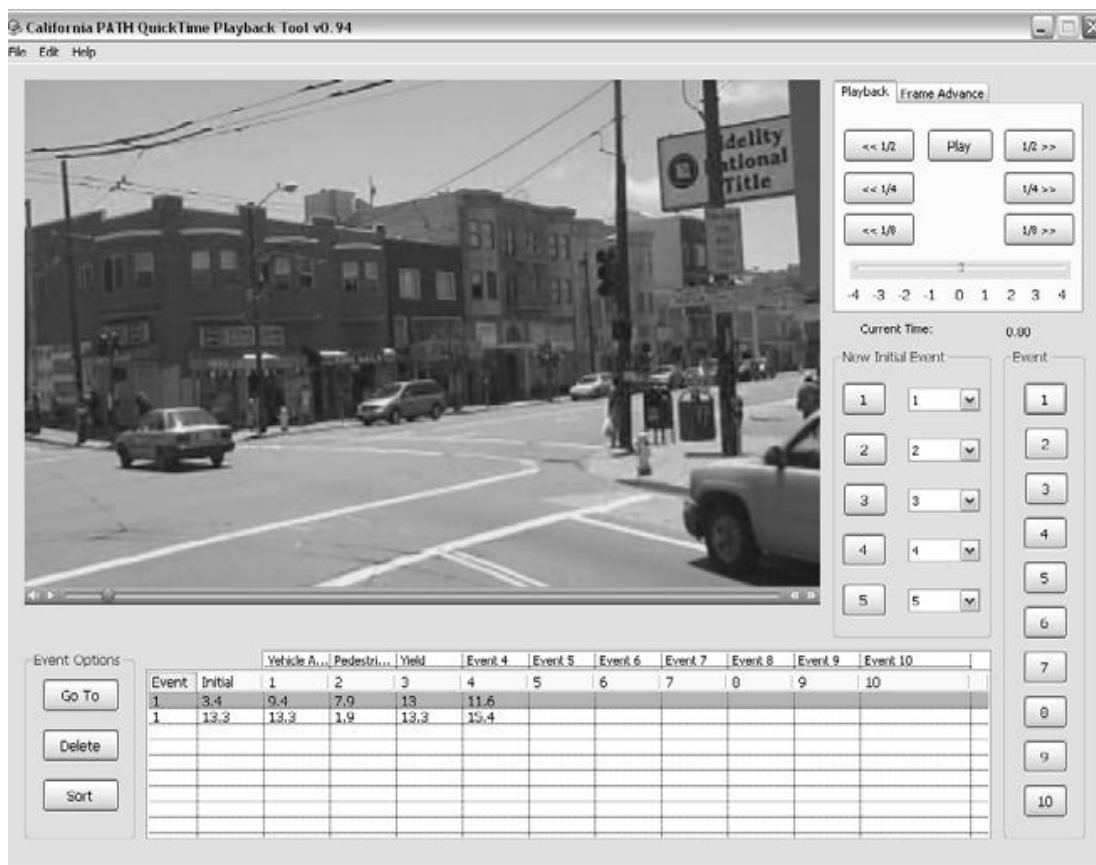 California PATH QuickTime Playback Tool v0.94
File Edit Help
Fidelity
National
Title
Playback Frame Advance
<< 1/2 Play 1/2 >>
<< 1/4 1/4 >>
<< 1/8 1/8 >>
-4 -3 -2 -1 0 1 2 3 4
Current Time: 0.80
New Initial Event
1 1
2 2
3 3
4 4
5 5
Event
1
2
3
4
5
6
7
8
9
10
Event Options
Go To
Delete
Sort
Vehicle A... Pedestri... Yield Event 4 Event 5 Event 6 Event 7 Event 8 Event 9 Event 10
Event Initial 1 2 3 4 5 6 7 8 9 10
1 3.4 9.4 7.9 13 11.6
1 13.3 13.3 1.9 13.3 15.4